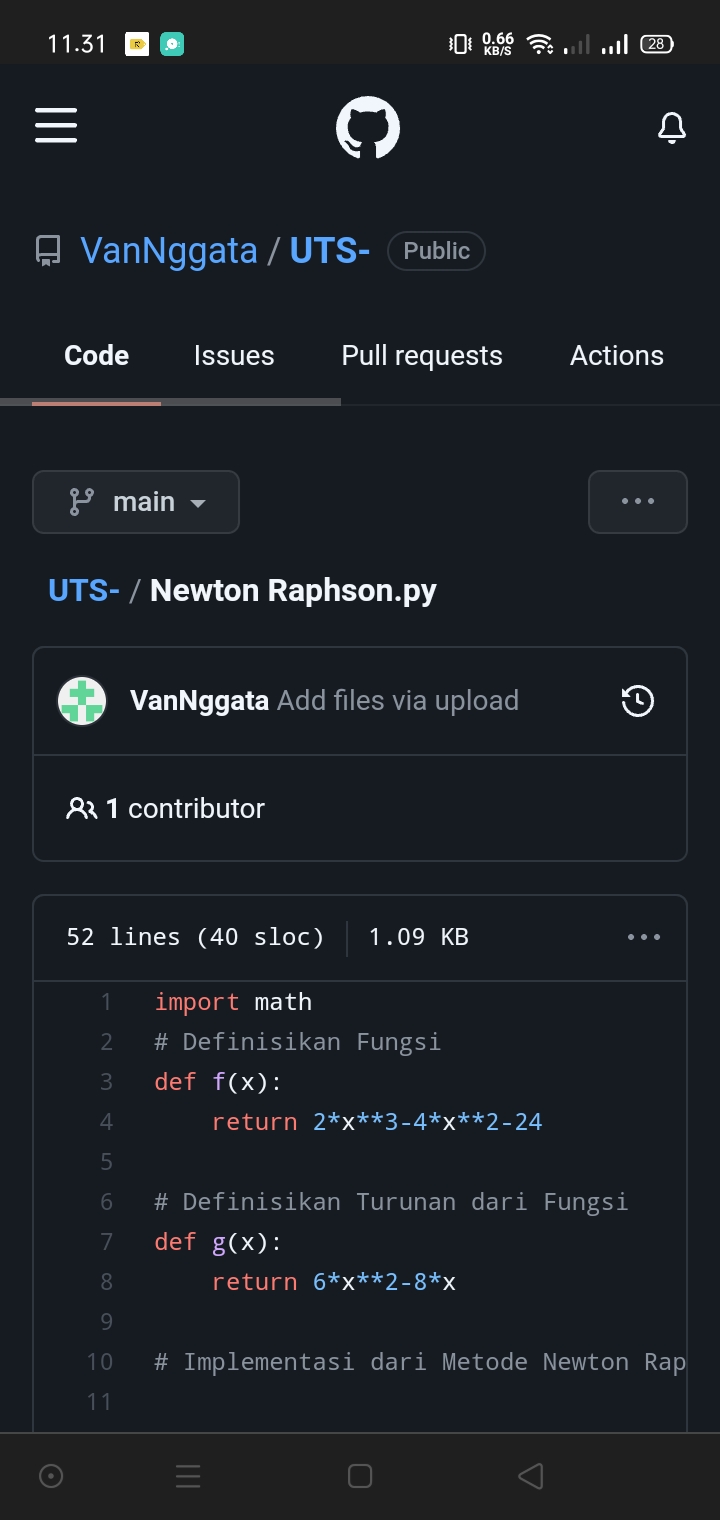 11.31 0.66 KB/S 28
VanNggata / UTS- Public
Code Issues Pull requests Actions
main
UTS- / Newton Raphson.py
VanNggata Add files via upload
1 contributor
52 lines (40 sloc) 1.09 KB
1 import math
2 # Definisikan Fungsi
3 def f(x):
4     return 2*x**3-4*x**2-24
5
6 # Definisikan Turunan dari Fungsi
7 def g(x):
8     return 6*x**2-8*x
9
10 # Implementasi dari Metode Newton Rap
11